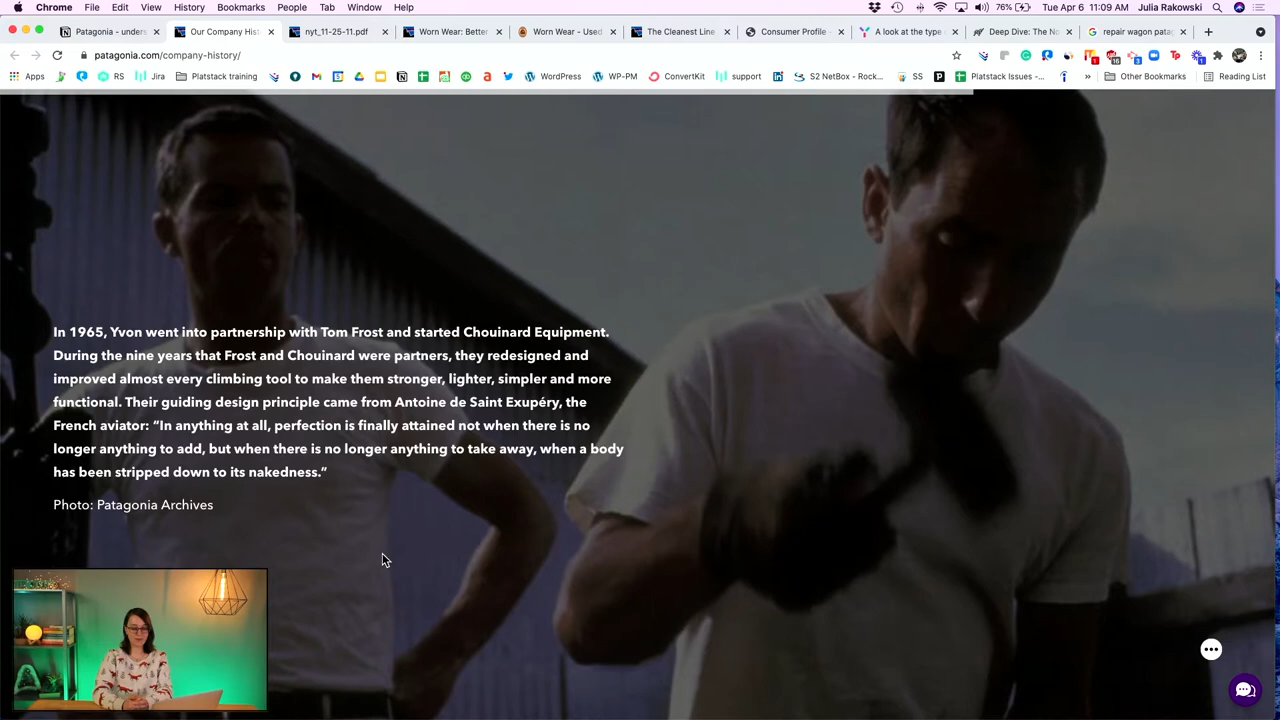 Chrome File Edit View History Bookmarks People Tab Window Help 76% Tue Apr 6 11:09 AM Julia Rakowski
Patagonia - unders Our Company Hist nyt_11-25-11.pdf Worn Wear: Better Worn Wear - Used The Cleanest Line Consumer Profile - A look at the type Deep Dive: The No repair wagon patag
patagonia.com/company-history/
Apps RS Jira Platstack training WordPress WP-PM ConvertKit support S2 NetBox - Rock... SS Platstack Issues -... » Other Bookmarks Reading List
In 1965, Yvon went into partnership with Tom Frost and started Chouinard Equipment.
During the nine years that Frost and Chouinard were partners, they redesigned and
improved almost every climbing tool to make them stronger, lighter, simpler and more
functional. Their guiding design principle came from Antoine de Saint Exupéry, the
French aviator: “In anything at all, perfection is finally attained not when there is no
longer anything to add, but when there is no longer anything to take away, when a body
has been stripped down to its nakedness.”
Photo: Patagonia Archives